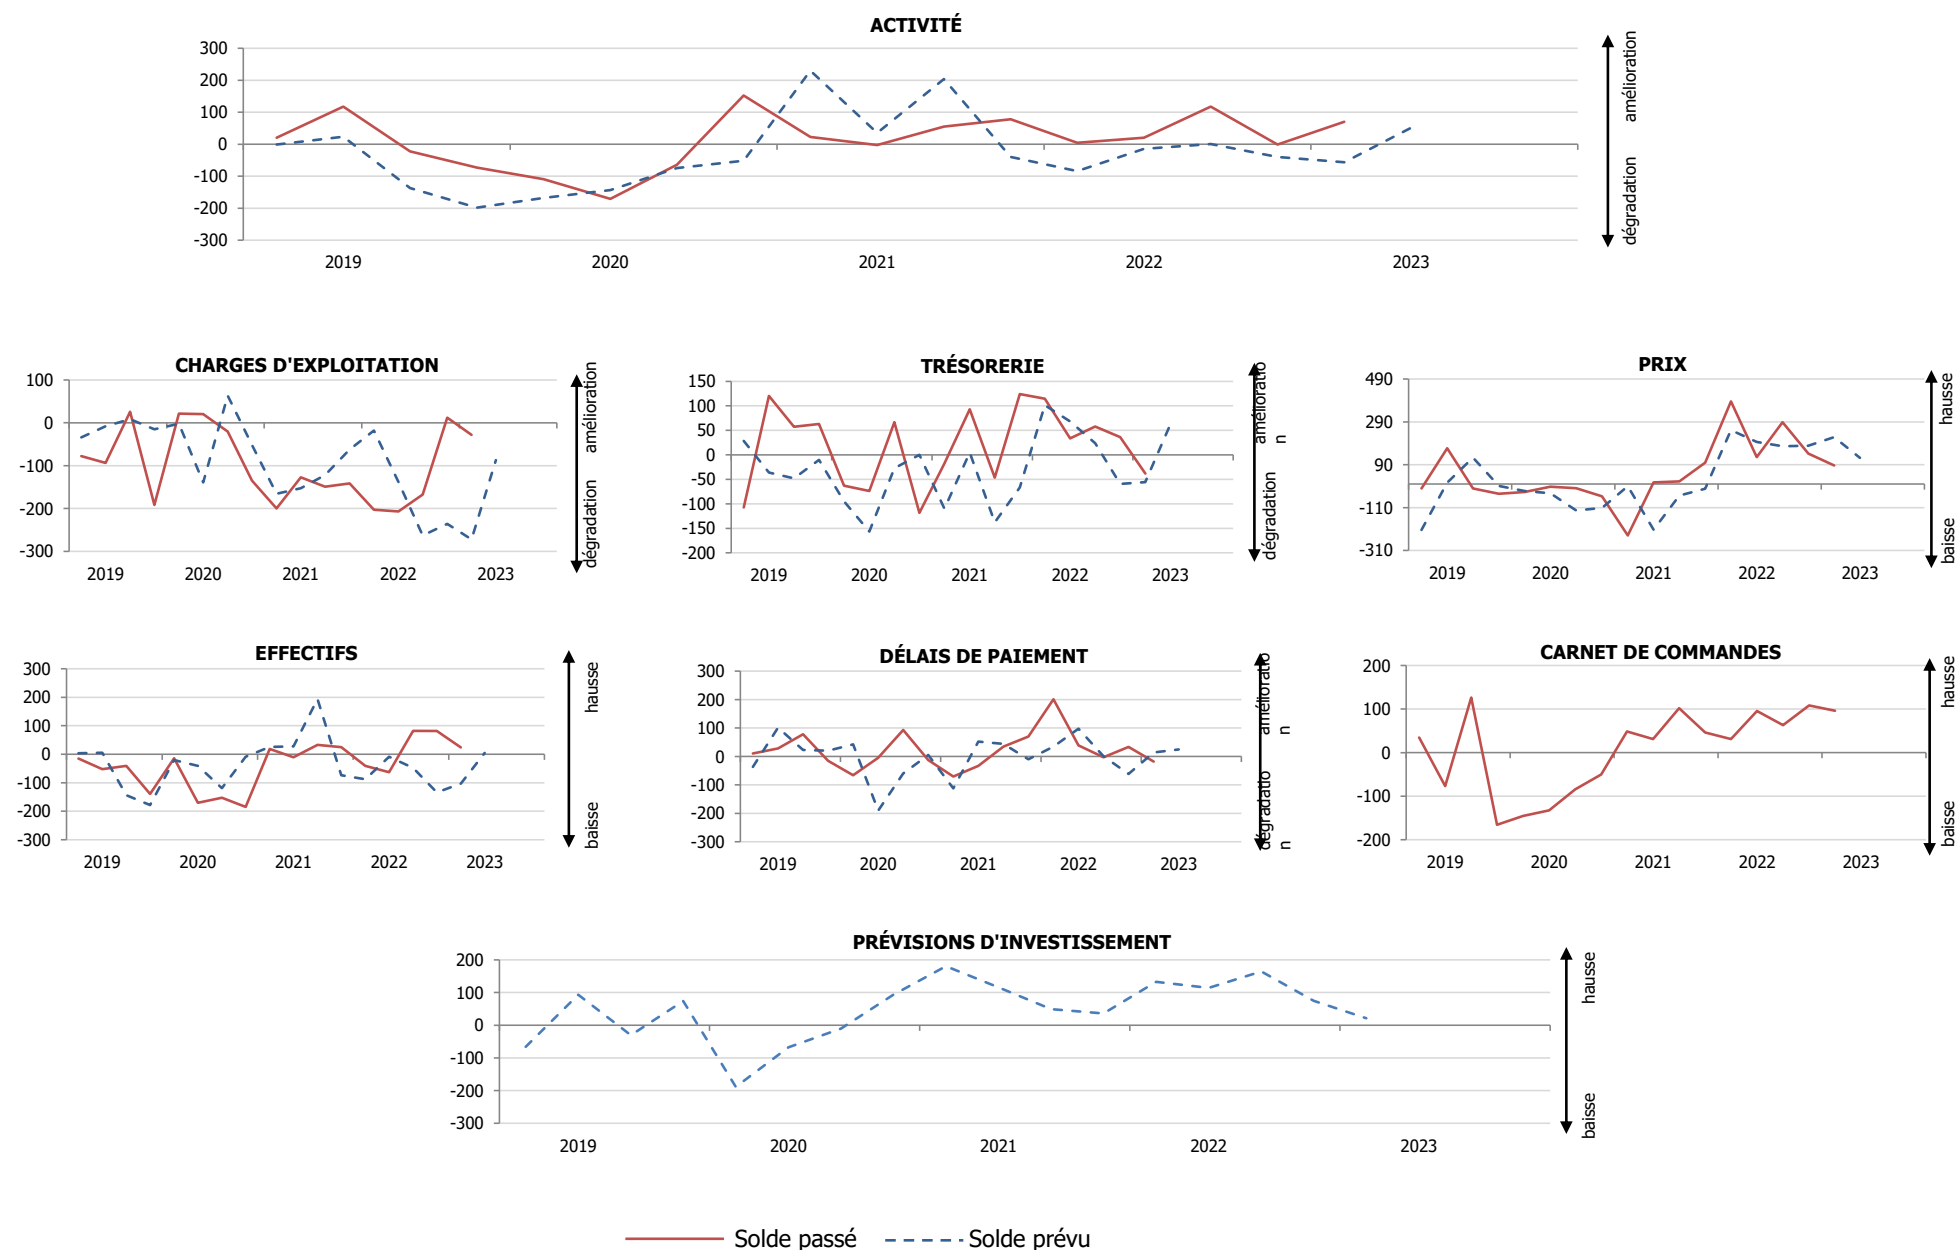 ACTIVITÉ
300
200
100
0
-100
-200
-300
2019 2020 2021 2022 2023
amélioration
dégradation
CHARGES D'EXPLOITATION
100
0
-100
-200
-300
2019 2020 2021 2022 2023
amélioration
dégradation
TRÉSORERIE
150
100
50
0
-50
-100
-150
-200
2019 2020 2021 2022 2023
amélioratio
n
dégradation
PRIX
490
290
90
-110
-310
2019 2020 2021 2022 2023
hausse
baisse
EFFECTIFS
300
200
100
0
-100
-200
-300
2019 2020 2021 2022 2023
hausse
baisse
DÉLAIS DE PAIEMENT
300
200
100
0
-100
-200
-300
2019 2020 2021 2022 2023
amélioratio
n
dégradatio
n
CARNET DE COMMANDES
200
100
0
-100
-200
2019 2020 2021 2022 2023
hausse
baisse
PRÉVISIONS D'INVESTISSEMENT
200
100
0
-100
-200
-300
2019 2020 2021 2022 2023
hausse
baisse
Solde passé Solde prévu